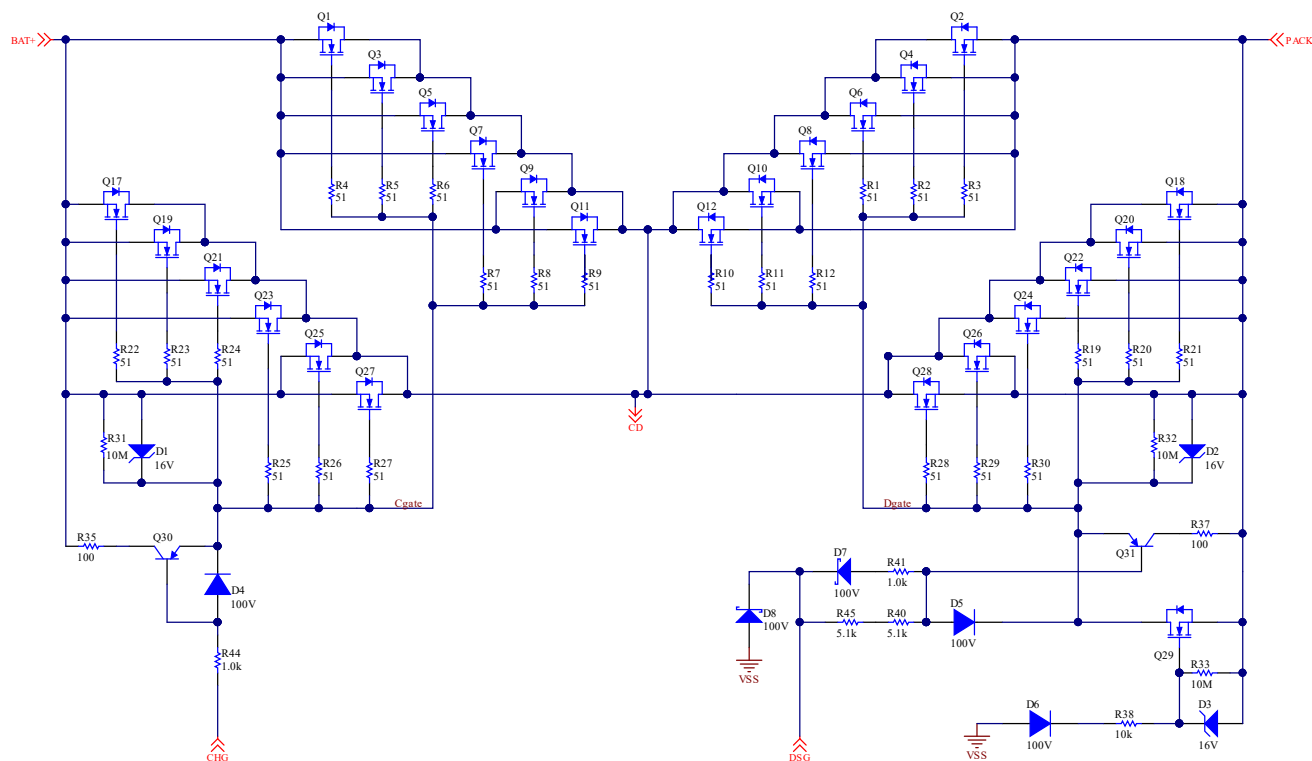 Q1
Q2
BAT+
PACK
Q3
Q4
Q5
Q6
Q7
Q8
Q9
Q10
Q17
Q18
R4
51
R5
51
R6
51
R1
51
R2
51
R3
51
Q11
Q12
Q19
Q20
Q21
Q22
R7
51
R8
51
R9
51
R10
51
R11
51
R12
51
Q23
Q24
Q25
Q26
R22
51
R23
51
R24
51
R19
51
R20
51
R21
51
Q27
Q28
CD
R31
10M
D1
16V
R32
10M
D2
16V
R25
51
R26
51
R27
51
R28
51
R29
51
R30
51
Cgate
Dgate
R35
100
Q30
R37
100
Q31
D4
100V
D7
100V
R41
1.0k
D8
100V
R45
5.1k
R40
5.1k
D5
100V
R44
1.0k
Q29
R33
10M
VSS
D6
100V
R38
10k
D3
16V
VSS
CHG
DSG